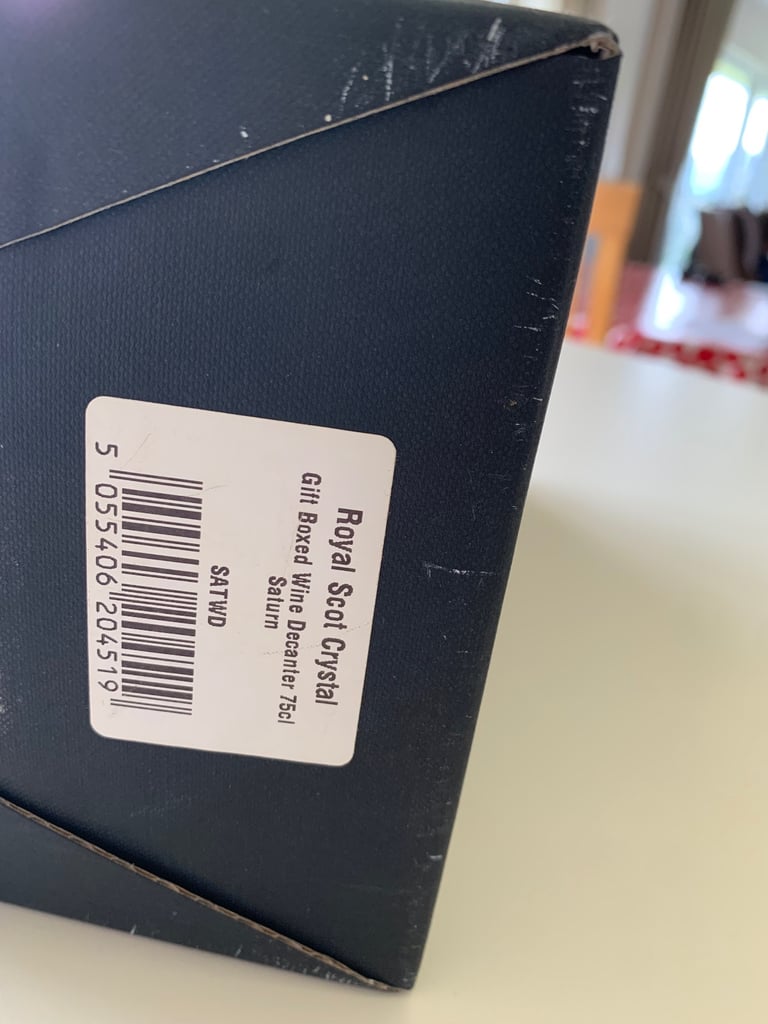 Royal Scot Crystal
Gift Boxed Wine Decanter 75cl
Saturn
SATWD
5 055406 204519